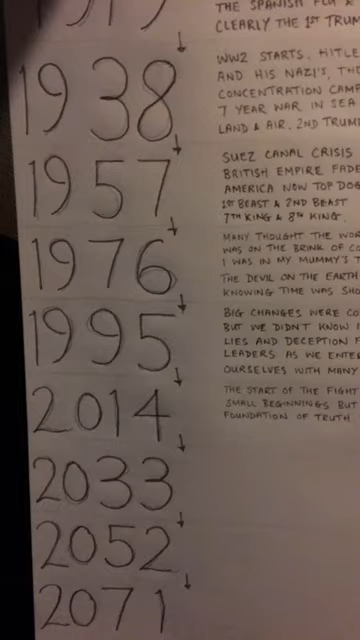 THE SPANISH FLU &
CLEARLY THE 1ST TRUM
1938
WW2 STARTS. HITLE
AND HIS NAZI'S, THE
CONCENTRATION CAMP
7 YEAR WAR IN SEA
LAND & AIR. 2ND TRUM
1957
SUEZ CANAL CRISIS
BRITISH EMPIRE FADE
AMERICA NOW TOP DOG
1ST BEAST & 2ND BEAST
7TH KING & 8TH KING.
1976
MANY THOUGHT THE WOR
WAS ON THE BRINK OF CO
I WAS IN MY MUMMY'S T
THE DEVIL ON THE EARTH
KNOWING TIME WAS SHO
1995
BIG CHANGES WERE CO
BUT WE DIDN'T KNOW
LIES AND DECEPTION F
LEADERS AS WE ENTE
OURSELVES WITH MANY
2014
THE START OF THE FIGHT
SMALL BEGINNINGS BUT
FOUNDATION OF TRUTH
2033
2052
2071